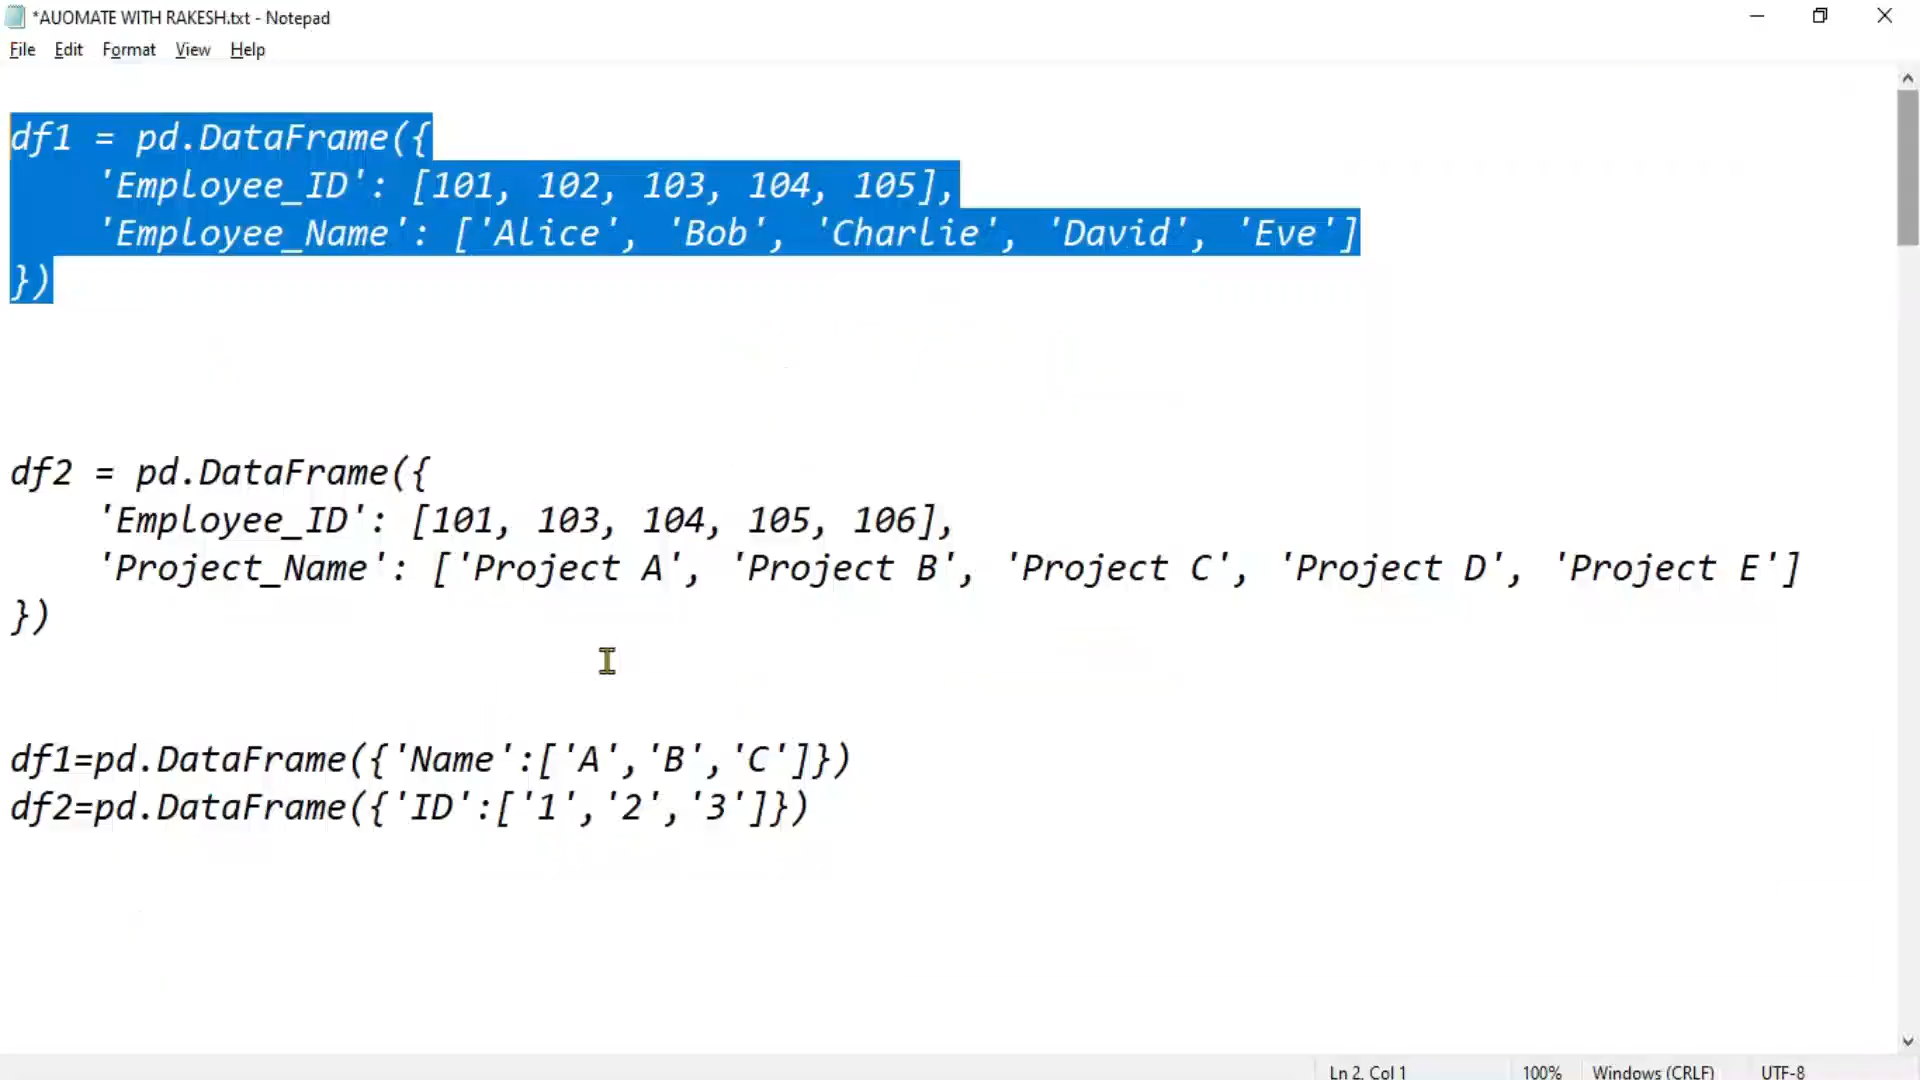 *AUOMATE WITH RAKESH.txt - Notepad
File Edit Format View Help
df1 = pd.DataFrame({
    'Employee_ID': [101, 102, 103, 104, 105],
    'Employee_Name': ['Alice', 'Bob', 'Charlie', 'David', 'Eve']
})
df2 = pd.DataFrame({
    'Employee_ID': [101, 103, 104, 105, 106],
    'Project_Name': ['Project A', 'Project B', 'Project C', 'Project D', 'Project E']
})
df1=pd.DataFrame({'Name':['A','B','C']})
df2=pd.DataFrame({'ID':['1','2','3']})
Ln 2, Col 1 100% Windows (CRLF) UTF-8